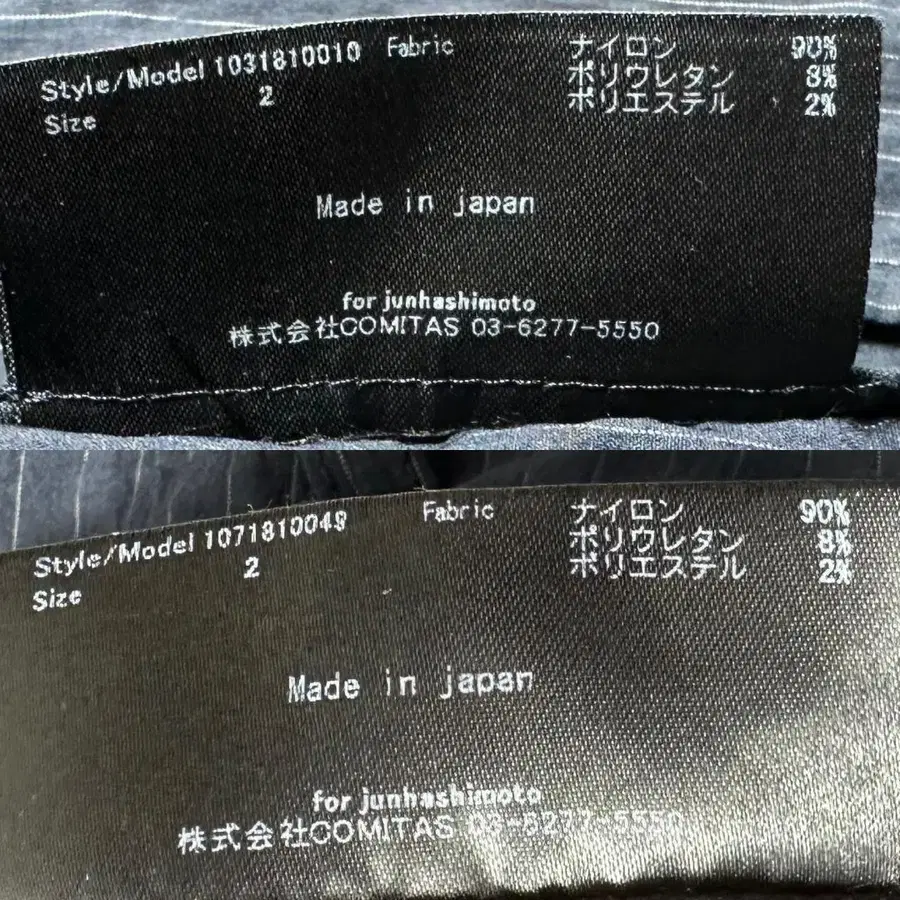 Style/Model 1031810010 Fabric ナイロン 90%
Size 2 ポリウレタン 8%
ポリエステル 2%
Made in japan
for junhashimoto
株式会社COMITAS 03-6277-5550
Style/Model 1071810049 Fabric ナイロン 90%
Size 2 ポリウレタン 8%
ポリエステル 2%
Made in japan
for junhashimoto
株式会社COMITAS 03-6277-5550